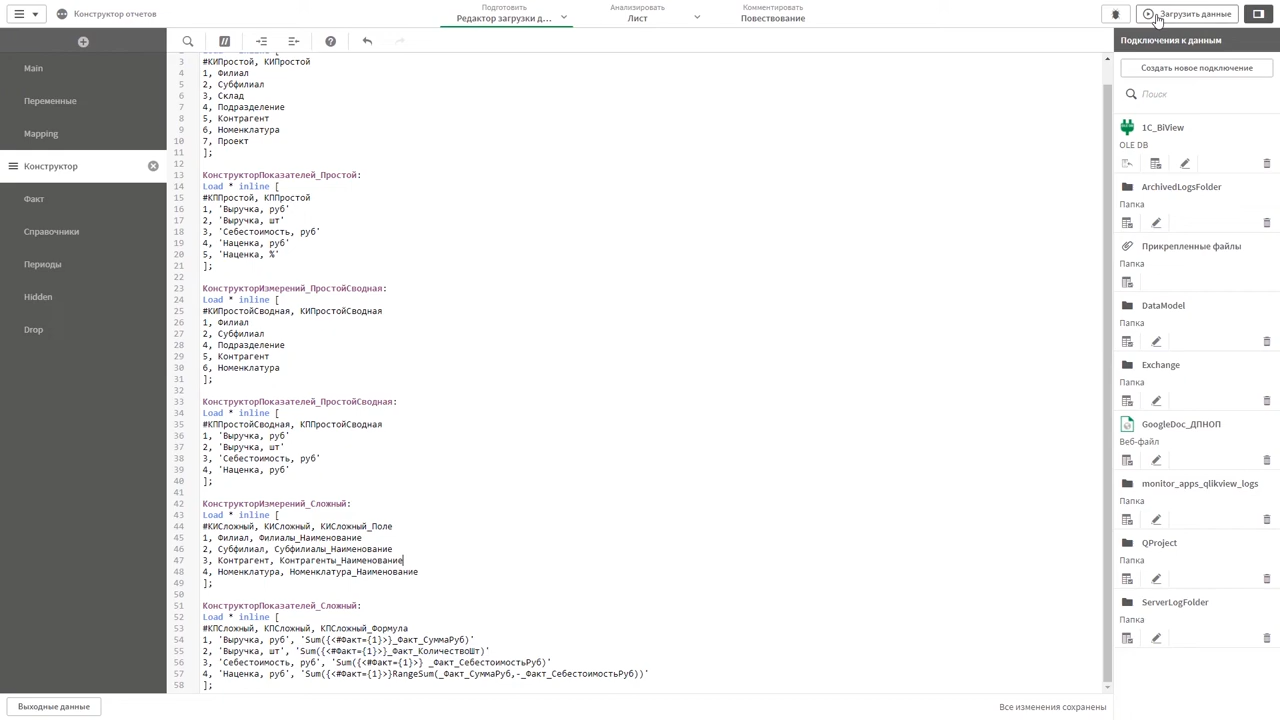 Конструктор отчетов
Подготовить
Редактор загрузки д...
Анализировать
Лист
Комментировать
Повествование
Загрузить данные
Main
Переменные
Mapping
Конструктор
Факт
Справочники
Периоды
Hidden
Drop
3 #КИПростой, КИПростой
4 1, Филиал
5 2, Субфилиал
6 3, Склад
7 4, Подразделение
8 5, Контрагент
9 6, Номенклатура
10 7, Проект
11 ];
12
13 КонструкторПоказателей_Простой:
14 Load * inline [
15 #КППростой, КППростой
16 1, 'Выручка, руб'
17 2, 'Выручка, шт'
18 3, 'Себестоимость, руб'
19 4, 'Наценка, руб'
20 5, 'Наценка, %'
21 ];
22
23 КонструкторИзмерений_ПростойСводная:
24 Load * inline [
25 #КИПростойСводная, КИПростойСводная
26 1, Филиал
27 2, Субфилиал
28 4, Подразделение
29 5, Контрагент
30 6, Номенклатура
31 ];
32
33 КонструкторПоказателей_ПростойСводная:
34 Load * inline [
35 #КППростойСводная, КППростойСводная
36 1, 'Выручка, руб'
37 2, 'Выручка, шт'
38 3, 'Себестоимость, руб'
39 4, 'Наценка, руб'
40 ];
41
42 КонструкторИзмерений_Сложный:
43 Load * inline [
44 #КИСложный, КИСложный, КИСложный_Поле
45 1, Филиал, Филиалы_Наименование
46 2, Субфилиал, Субфилиалы_Наименование
47 3, Контрагент, Контрагенты_Наименование
48 4, Номенклатура, Номенклатура_Наименование
49 ];
50
51 КонструкторПоказателей_Сложный:
52 Load * inline [
53 #КПСложный, КПСложный, КПСложный_Формула
54 1, 'Выручка, руб', 'Sum({<#Факт={1}>}_Факт_СуммаРуб)'
55 2, 'Выручка, шт', 'Sum({<#Факт={1}>}_Факт_КоличествоШт)'
56 3, 'Себестоимость, руб', 'Sum({<#Факт={1}>} _Факт_СебестоимостьРуб)'
57 4, 'Наценка, руб', 'Sum({<#Факт={1}>}RangeSum(_Факт_СуммаРуб,-_Факт_СебестоимостьРуб))'
58 ];
Подключения к данным
Создать новое подключение
Поиск
1C_BiView
OLE DB
ArchivedLogsFolder
Папка
Прикрепленные файлы
Папка
DataModel
Папка
Exchange
Папка
GoogleDoc_ДПНОП
Веб-файл
monitor_apps_qlikview_logs
Папка
QProject
Папка
ServerLogFolder
Папка
Выходные данные
Все изменения сохранены